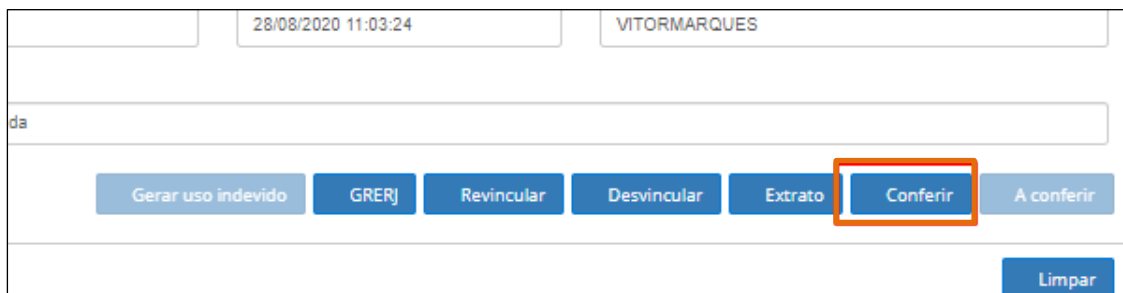 28/08/2020 11:03:24 VITORMARQUES
da
Gerar uso indevido GRERJ Revincular Desvincular Extrato Conferir A conferir
Limpar